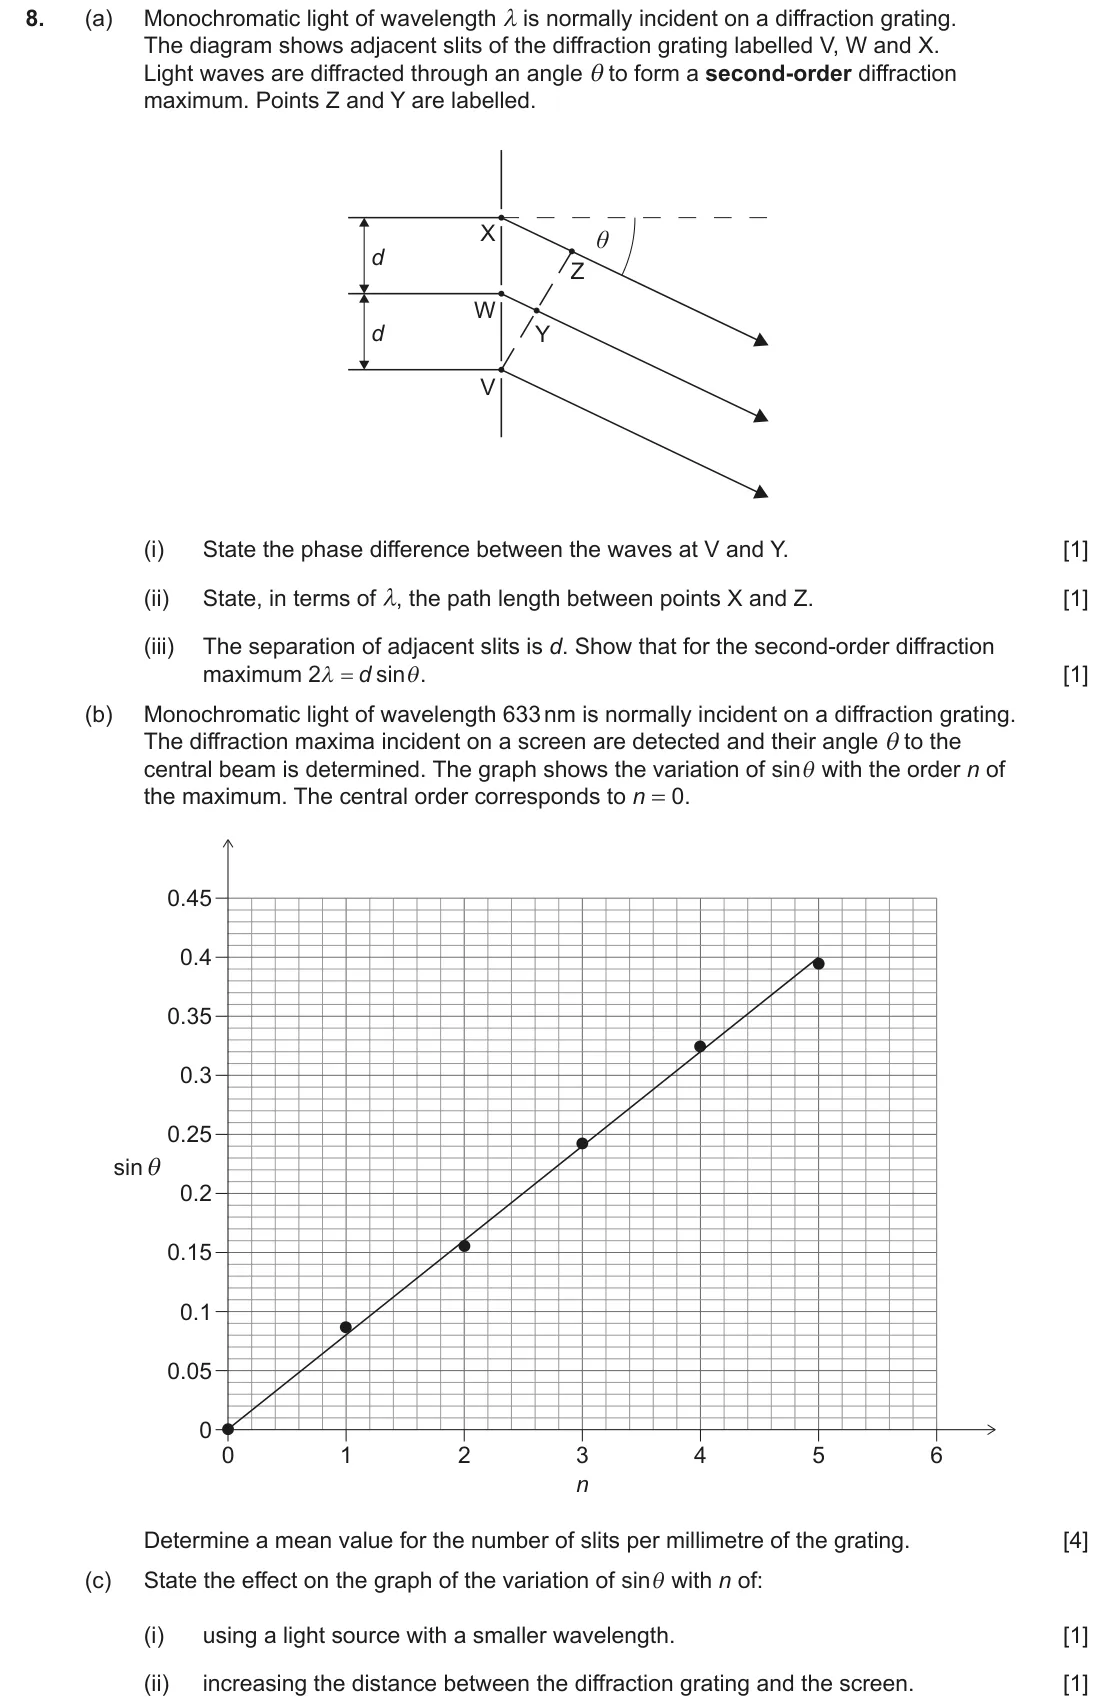 8. (a) Monochromatic light of wavelength λ is normally incident on a diffraction grating.
The diagram shows adjacent slits of the diffraction grating labelled V, W and X.
Light waves are diffracted through an angle θ to form a second-order diffraction
maximum. Points Z and Y are labelled.
X
θ
d
Z
W
Y
d
V
(i) State the phase difference between the waves at V and Y. [1]
(ii) State, in terms of λ, the path length between points X and Z. [1]
(iii) The separation of adjacent slits is d. Show that for the second-order diffraction
maximum 2λ = d sinθ. [1]
(b) Monochromatic light of wavelength 633 nm is normally incident on a diffraction grating.
The diffraction maxima incident on a screen are detected and their angle θ to the
central beam is determined. The graph shows the variation of sinθ with the order n of
the maximum. The central order corresponds to n = 0.
0.45
0.4
0.35
0.3
0.25
sin θ
0.2
0.15
0.1
0.05
0
0 1 2 3 4 5 6
n
Determine a mean value for the number of slits per millimetre of the grating. [4]
(c) State the effect on the graph of the variation of sinθ with n of:
(i) using a light source with a smaller wavelength. [1]
(ii) increasing the distance between the diffraction grating and the screen. [1]